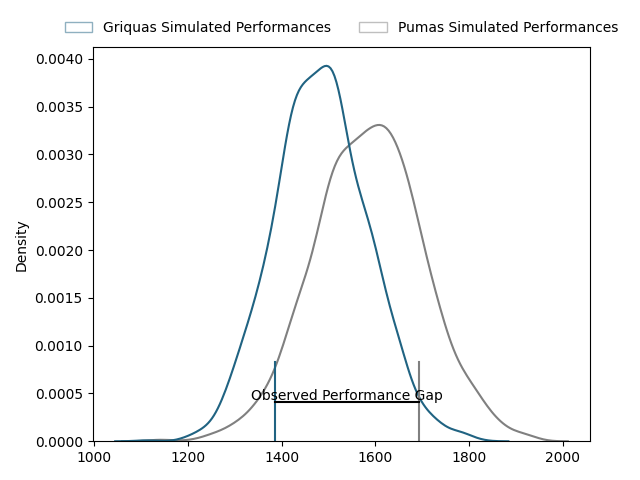 Griquas Simulated Performances Pumas Simulated Performances
0.0040
0.0035
0.0030
0.0025
0.0020
0.0015
0.0010
0.0005
0.0000
Density
Observed Performance Gap
1000 1200 1400 1600 1800 2000